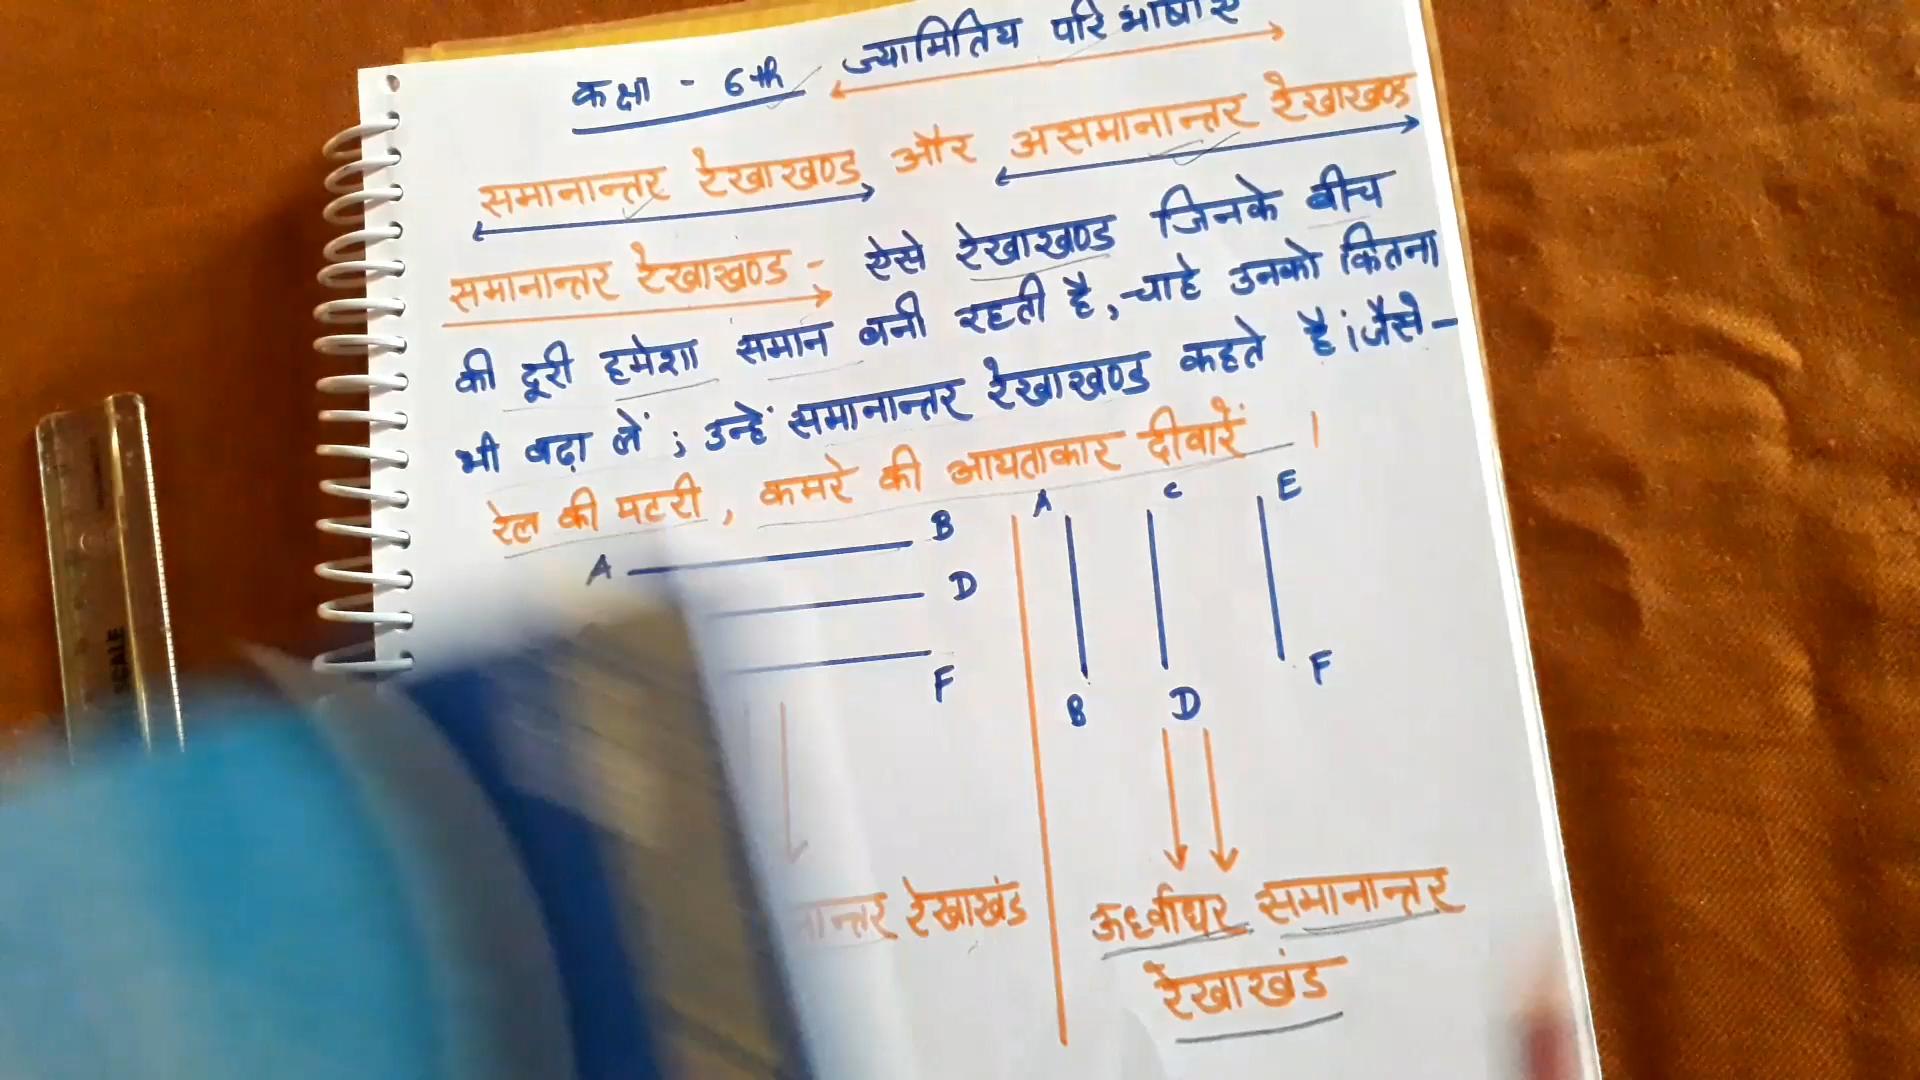 कक्षा - 6th ज्यामितिय परिभाषाएं
समानान्तर रेखाखण्ड और असमानान्तर रेखाखण्ड
समानान्तर रेखाखण्ड - ऐसे रेखाखण्ड जिनके बीच
की दूरी हमेशा समान बनी रहती है, चाहे उनको कितना
भी बढ़ा लें ; उन्हें समानान्तर रेखाखण्ड कहते हैं। जैसे -
रेल की पटरी , कमरे की आयताकार दीवारें ।
A B
D
F
A C E
B D F
रेखाखंड
ऊर्ध्वाधर समानान्तर
रेखाखंड
SCALE